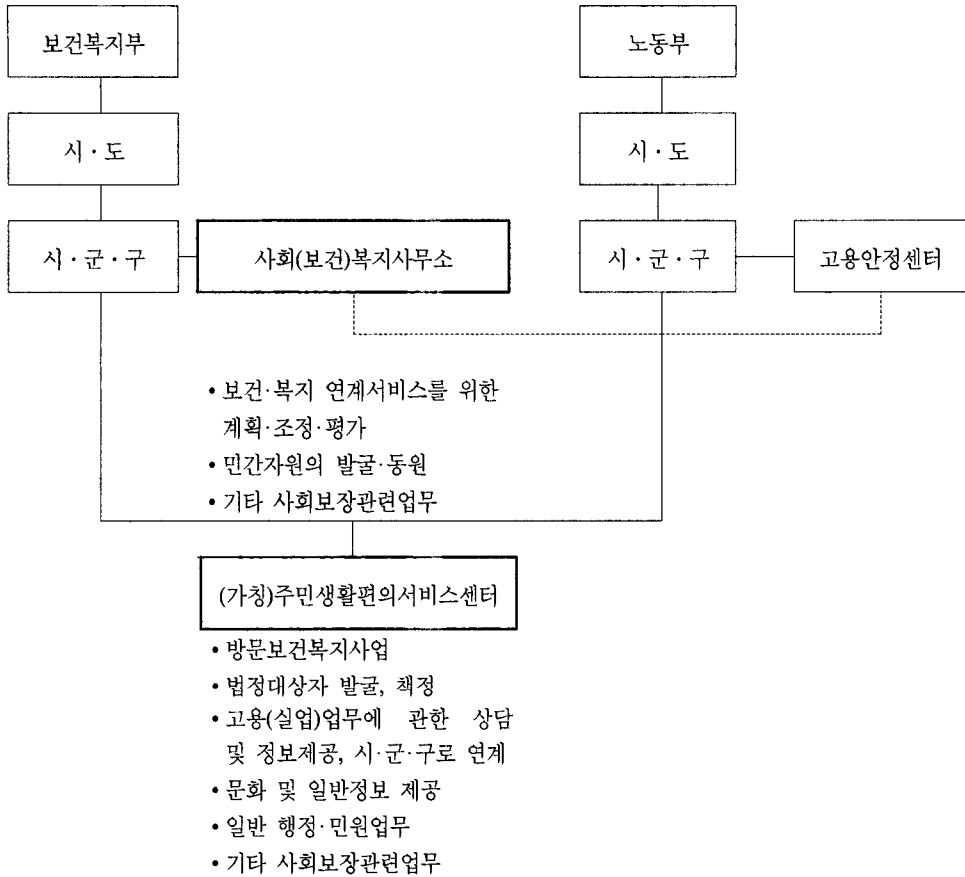 보건복지부
노동부
시·도
시·도
시·군·구
사회(보건)복지사무소
시·군·구
고용안정센터
• 보건·복지 연계서비스를 위한
계획·조정·평가
• 민간자원의 발굴·동원
• 기타 사회보장관련업무
(가칭)주민생활편의서비스센터
• 방문보건복지사업
• 법정대상자 발굴, 책정
• 고용(실업)업무에 관한 상담
및 정보제공, 시·군·구로 연계
• 문화 및 일반정보 제공
• 일반 행정·민원업무
• 기타 사회보장관련업무